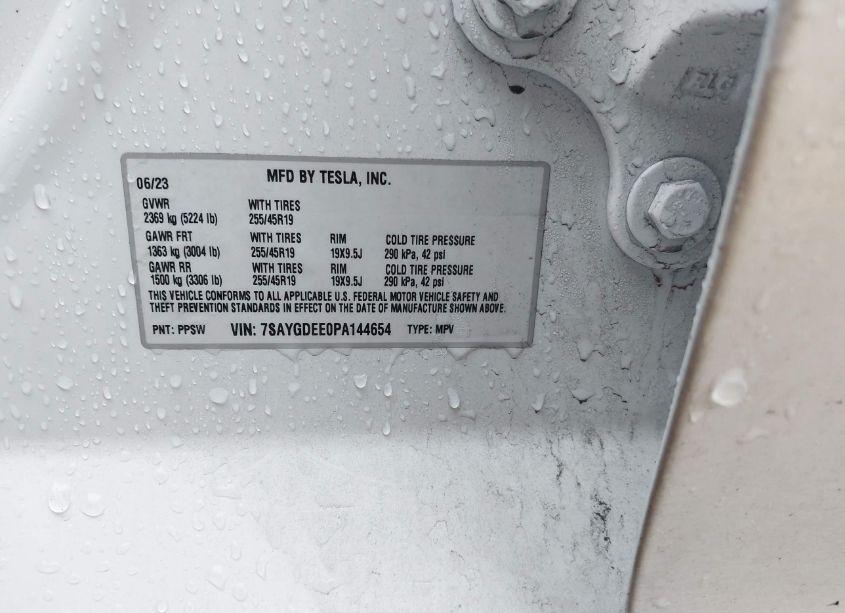 06/23 MFD BY TESLA, INC.
GVWR WITH TIRES
2369 kg (5224 lb) 255/45R19
GAWR FRT WITH TIRES RIM COLD TIRE PRESSURE
1363 kg (3004 lb) 255/45R19 19X9.5J 290 kPa, 42 psi
GAWR RR WITH TIRES RIM COLD TIRE PRESSURE
1500 kg (3306 lb) 255/45R19 19X9.5J 290 kPa, 42 psi
THIS VEHICLE CONFORMS TO ALL APPLICABLE U.S. FEDERAL MOTOR VEHICLE SAFETY AND
THEFT PREVENTION STANDARDS IN EFFECT ON THE DATE OF MANUFACTURE SHOWN ABOVE.
PNT: PPSW VIN: 7SAYGDEE0PA144654 TYPE: MPV